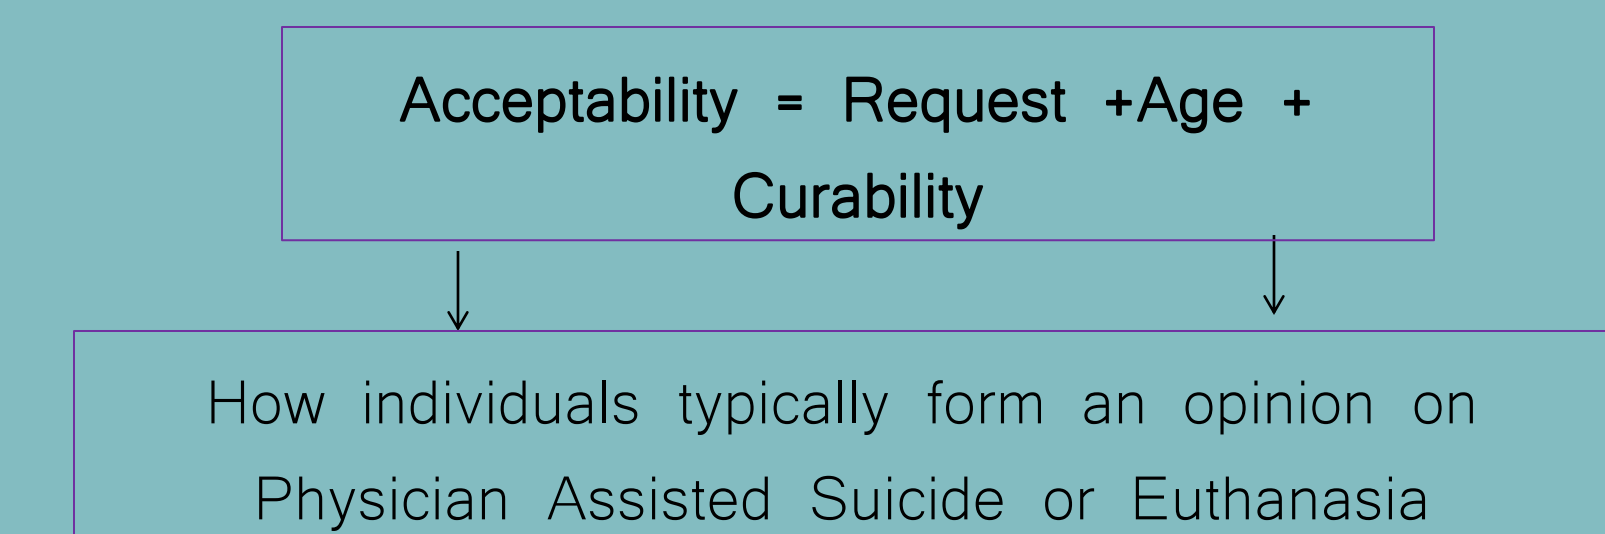 Acceptability = Request +Age +
Curability
How individuals typically form an opinion on
Physician Assisted Suicide or Euthanasia